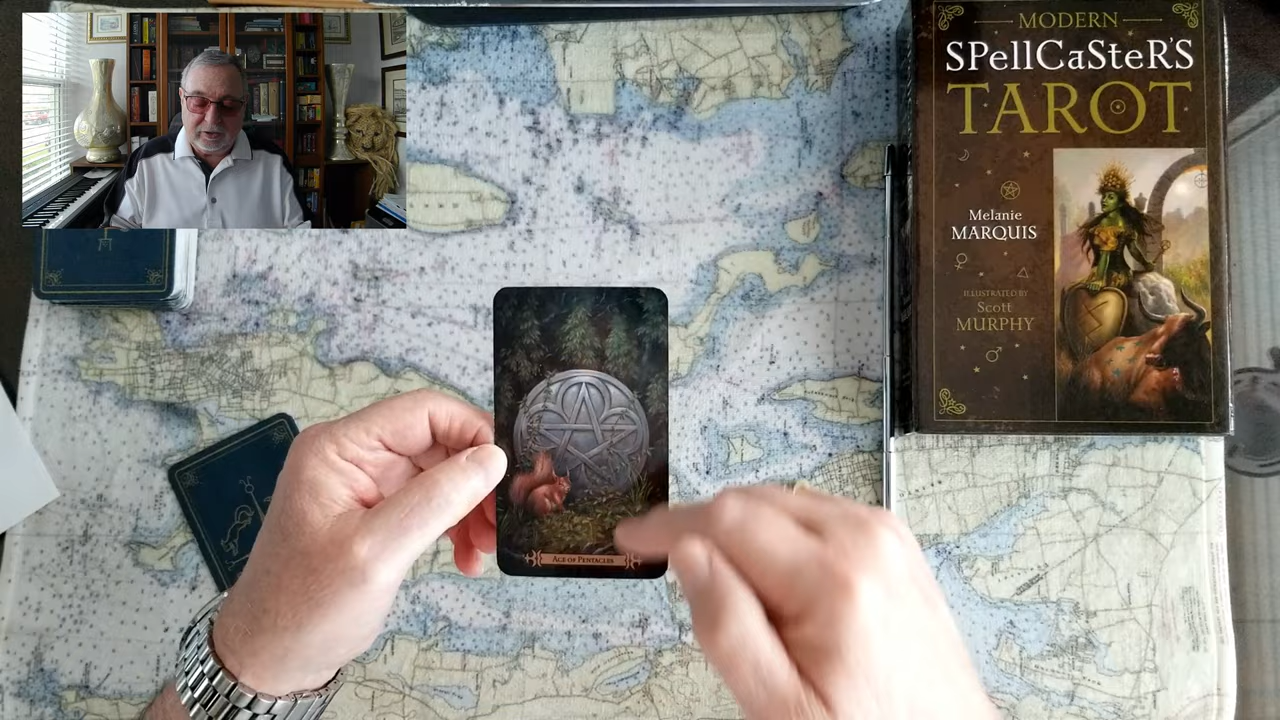 MODERN
SPellCaSteR'S
TAROT
Melanie
MARQUIS
ILLUSTRATED BY
Scott
MURPHY
ACE OF PENTACLES